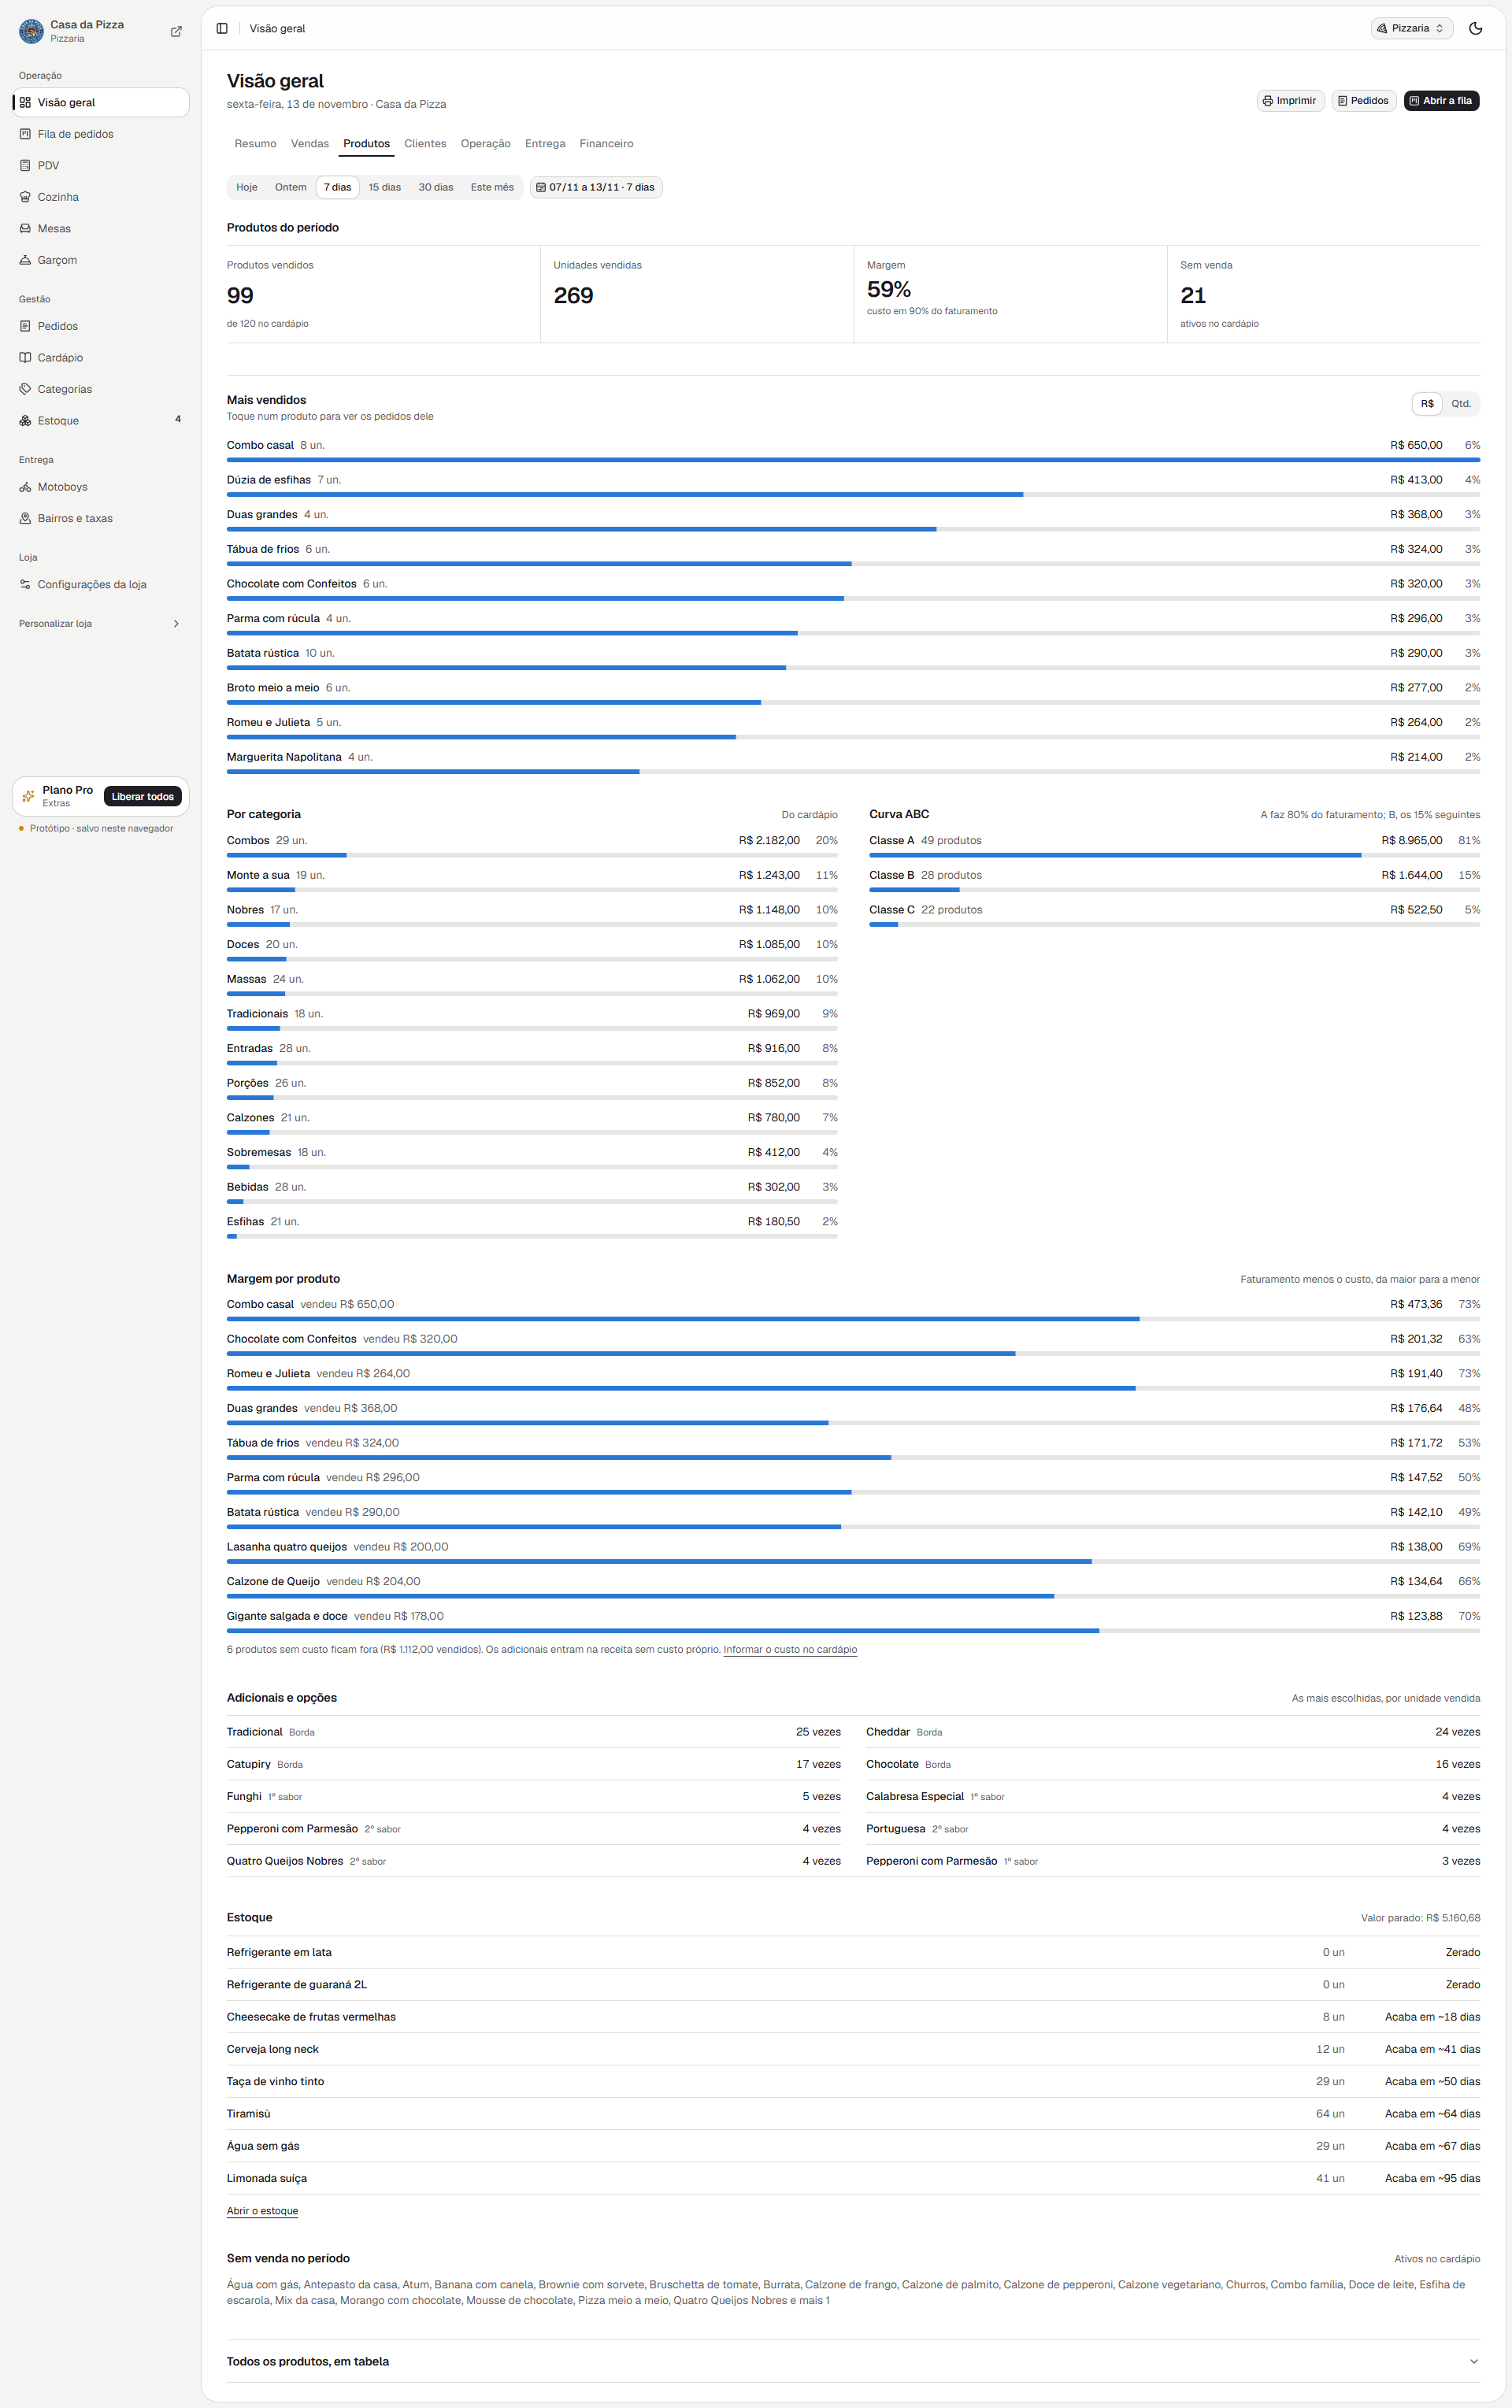 Casa da Pizza
Pizzaria
Operação
Visão geral
Fila de pedidos
PDV
Cozinha
Mesas
Garçom
Gestão
Pedidos
Cardápio
Categorias
Estoque 4
Entrega
Motoboys
Bairros e taxas
Loja
Configurações da loja
Personalizar loja
Plano Pro
Extras
Liberar todos
Protótipo · salvo neste navegador
Visão geral
Pizzaria
Visão geral
sexta-feira, 13 de novembro · Casa da Pizza
Imprimir Pedidos Abrir a fila
Resumo Vendas Produtos Clientes Operação Entrega Financeiro
Hoje Ontem 7 dias 15 dias 30 dias Este mês 07/11 a 13/11 · 7 dias
Produtos do período
Produtos vendidos
99
de 120 no cardápio
Unidades vendidas
269
Margem
59%
custo em 90% do faturamento
Sem venda
21
ativos no cardápio
Mais vendidos
Toque num produto para ver os pedidos dele
R$ Qtd.
Combo casal 8 un. R$ 650,00 6%
Dúzia de esfihas 7 un. R$ 413,00 4%
Duas grandes 4 un. R$ 368,00 3%
Tábua de frios 6 un. R$ 324,00 3%
Chocolate com Confeitos 6 un. R$ 320,00 3%
Parma com rúcula 4 un. R$ 296,00 3%
Batata rústica 10 un. R$ 290,00 3%
Broto meio a meio 6 un. R$ 277,00 2%
Romeu e Julieta 5 un. R$ 264,00 2%
Marguerita Napolitana 4 un. R$ 214,00 2%
Por categoria Do cardápio
Combos 29 un. R$ 2.182,00 20%
Monte a sua 19 un. R$ 1.243,00 11%
Nobres 17 un. R$ 1.148,00 10%
Doces 20 un. R$ 1.085,00 10%
Massas 24 un. R$ 1.062,00 10%
Tradicionais 18 un. R$ 969,00 9%
Entradas 28 un. R$ 916,00 8%
Porções 26 un. R$ 852,00 8%
Calzones 21 un. R$ 780,00 7%
Sobremesas 18 un. R$ 412,00 4%
Bebidas 28 un. R$ 302,00 3%
Esfihas 21 un. R$ 180,50 2%
Curva ABC A faz 80% do faturamento; B, os 15% seguintes
Classe A 49 produtos R$ 8.965,00 81%
Classe B 28 produtos R$ 1.644,00 15%
Classe C 22 produtos R$ 522,50 5%
Margem por produto Faturamento menos o custo, da maior para a menor
Combo casal vendeu R$ 650,00 R$ 473,36 73%
Chocolate com Confeitos vendeu R$ 320,00 R$ 201,32 63%
Romeu e Julieta vendeu R$ 264,00 R$ 191,40 73%
Duas grandes vendeu R$ 368,00 R$ 176,64 48%
Tábua de frios vendeu R$ 324,00 R$ 171,72 53%
Parma com rúcula vendeu R$ 296,00 R$ 147,52 50%
Batata rústica vendeu R$ 290,00 R$ 142,10 49%
Lasanha quatro queijos vendeu R$ 200,00 R$ 138,00 69%
Calzone de Queijo vendeu R$ 204,00 R$ 134,64 66%
Gigante salgada e doce vendeu R$ 178,00 R$ 123,88 70%
6 produtos sem custo ficam fora (R$ 1.112,00 vendidos). Os adicionais entram na receita sem custo próprio. Informar o custo no cardápio
Adicionais e opções As mais escolhidas, por unidade vendida
Tradicional Borda 25 vezes
Cheddar Borda 24 vezes
Catupiry Borda 17 vezes
Chocolate Borda 16 vezes
Funghi 1º sabor 5 vezes
Calabresa Especial 1º sabor 4 vezes
Pepperoni com Parmesão 2º sabor 4 vezes
Portuguesa 2º sabor 4 vezes
Quatro Queijos Nobres 2º sabor 4 vezes
Pepperoni com Parmesão 1º sabor 3 vezes
Estoque Valor parado: R$ 5.160,68
Refrigerante em lata 0 un Zerado
Refrigerante de guaraná 2L 0 un Zerado
Cheesecake de frutas vermelhas 8 un Acaba em ~18 dias
Cerveja long neck 12 un Acaba em ~41 dias
Taça de vinho tinto 29 un Acaba em ~50 dias
Tiramisù 64 un Acaba em ~64 dias
Água sem gás 29 un Acaba em ~67 dias
Limonada suíça 41 un Acaba em ~95 dias
Abrir o estoque
Sem venda no período Ativos no cardápio
Água com gás, Antepasto da casa, Atum, Banana com canela, Brownie com sorvete, Bruschetta de tomate, Burrata, Calzone de frango, Calzone de palmito, Calzone de pepperoni, Calzone vegetariano, Churros, Combo família, Doce de leite, Esfiha de
escarola, Mix da casa, Morango com chocolate, Mousse de chocolate, Pizza meio a meio, Quatro Queijos Nobres e mais 1
Todos os produtos, em tabela